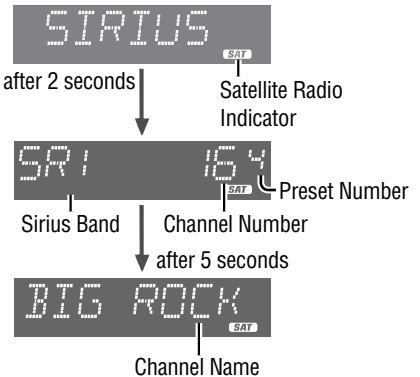 SIRIUS
SAT
after 2 seconds
Satellite Radio
Indicator
SR1 16 4
SAT
Preset Number
Sirius Band
Channel Number
after 5 seconds
BIG ROCK
SAT
Channel Name